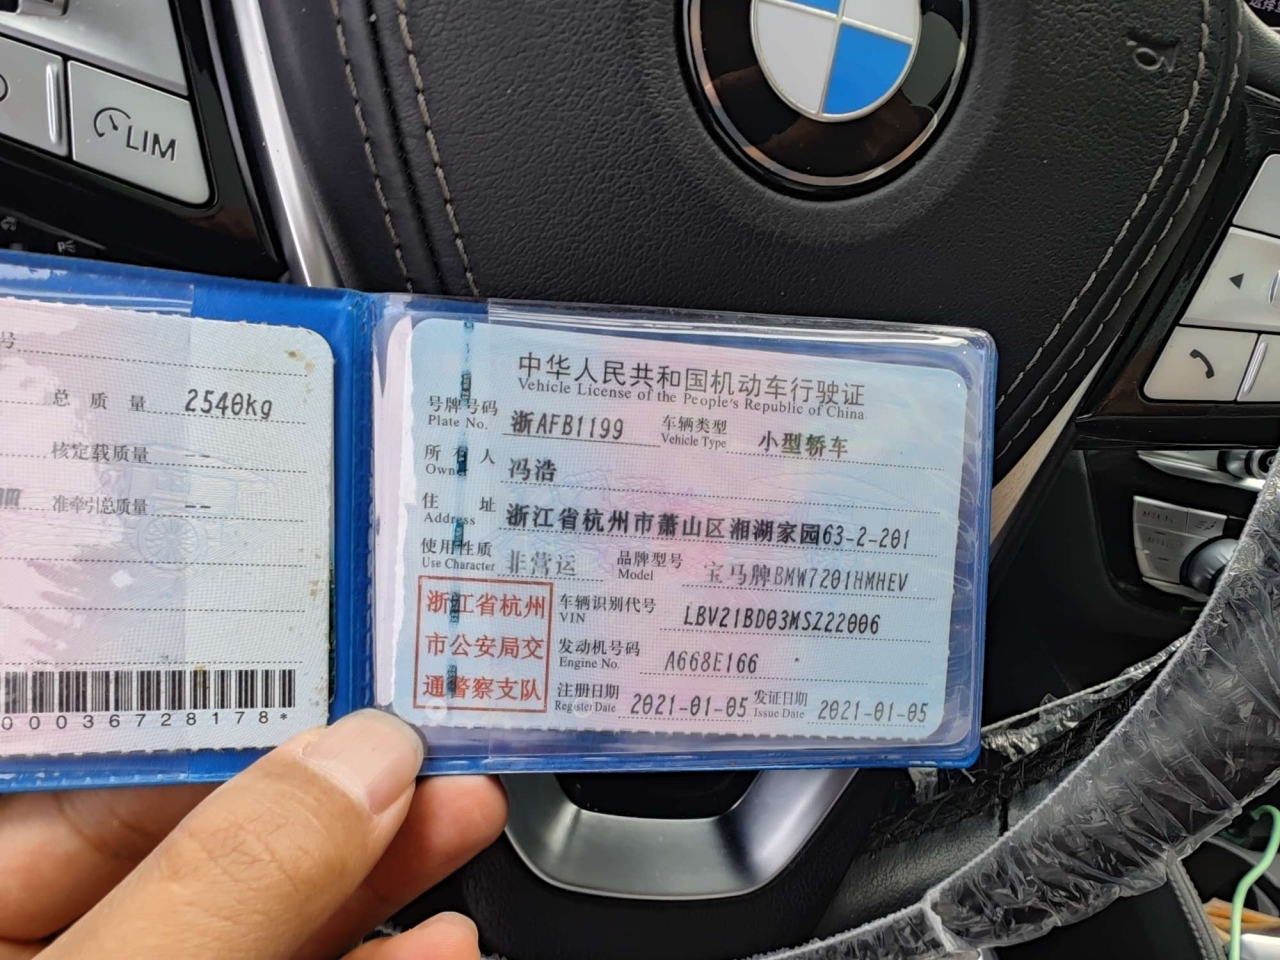 LIM
号
总质量 2540kg
核定载质量 --
准牵引总质量 --
00036728178*
中华人民共和国机动车行驶证
Vehicle License of the People's Republic of China
号牌号码 浙AFB1199 车辆类型 小型轿车
Plate No. Vehicle Type
所有人 冯浩
Owner
住址 浙江省杭州市萧山区湘湖家园63-2-201
Address
使用性质 非营运 品牌型号 宝马牌BMW7201HMHEV
Use Character Model
浙江省杭州
市公安局交
通警察支队
车辆识别代号 LBV21BD03MSZ22006
VIN
发动机号码 A668E166
Engine No.
注册日期 2021-01-05 发证日期 2021-01-05
Register Date Issue Date